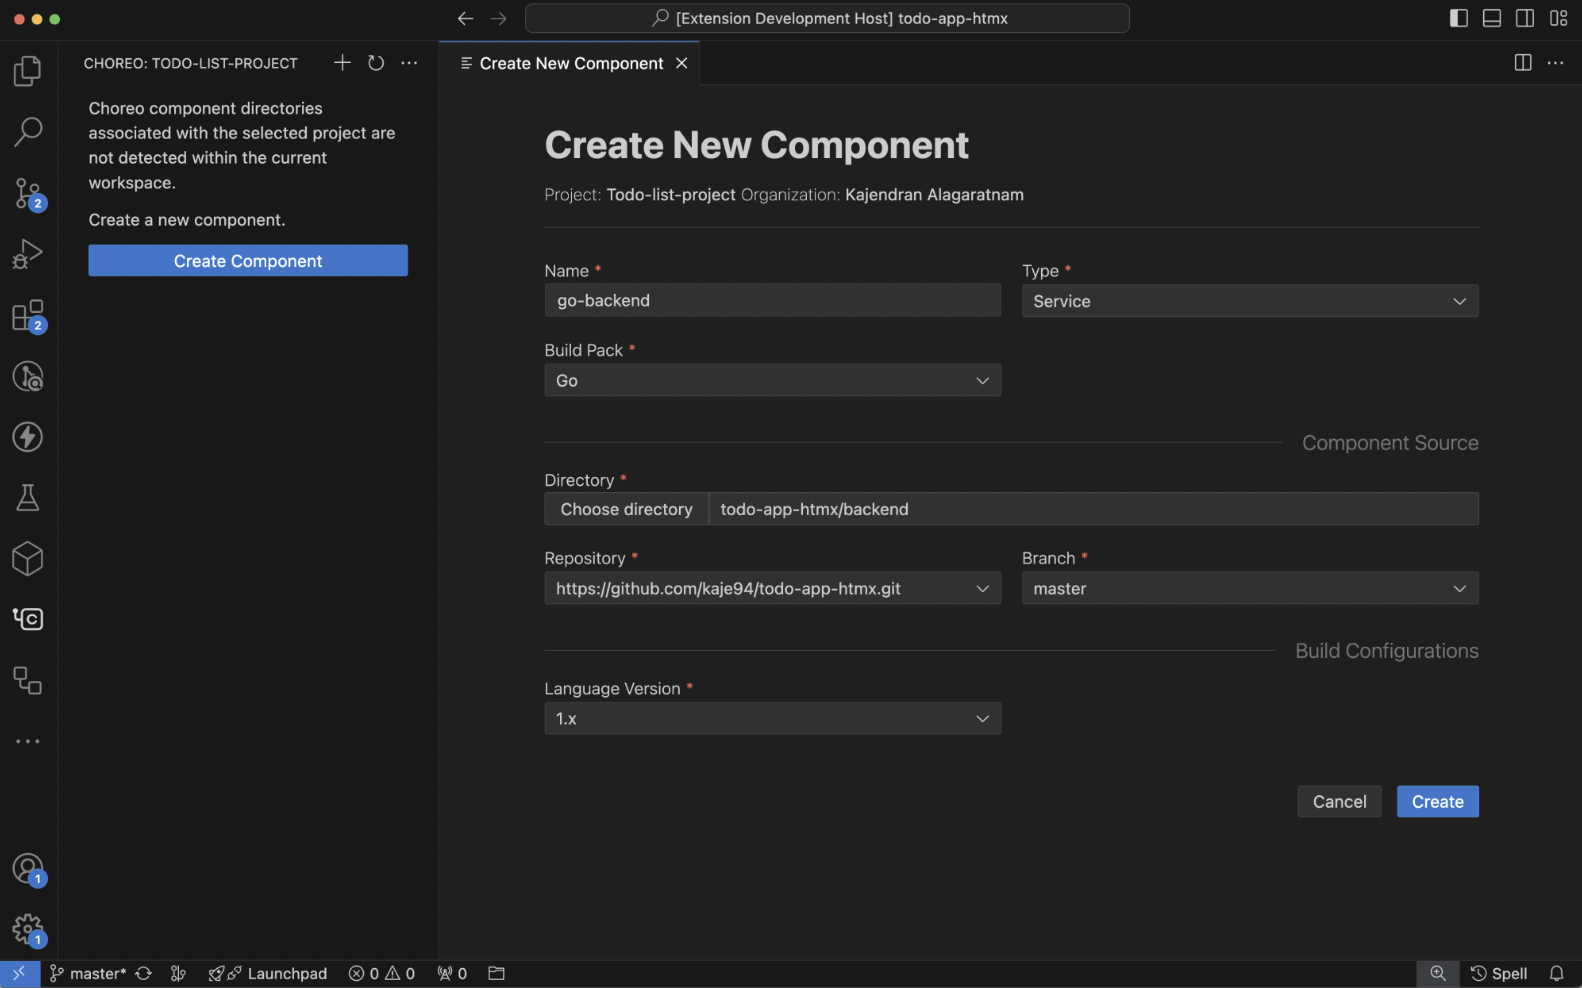 [Extension Development Host] todo-app-htmx
CHOREO: TODO-LIST-PROJECT
Create New Component
Choreo component directories
associated with the selected project are
not detected within the current
workspace.
Create a new component.
Create Component
Create New Component
Project: Todo-list-project Organization: Kajendran Alagaratnam
Name *
Type *
go-backend
Service
Build Pack *
Go
Component Source
Directory *
Choose directory
todo-app-htmx/backend
Repository *
Branch *
https://github.com/kaje94/todo-app-htmx.git
master
Build Configurations
Language Version *
1.x
Cancel
Create
2
2
1
1
master*
Launchpad
0
0
0
Spell